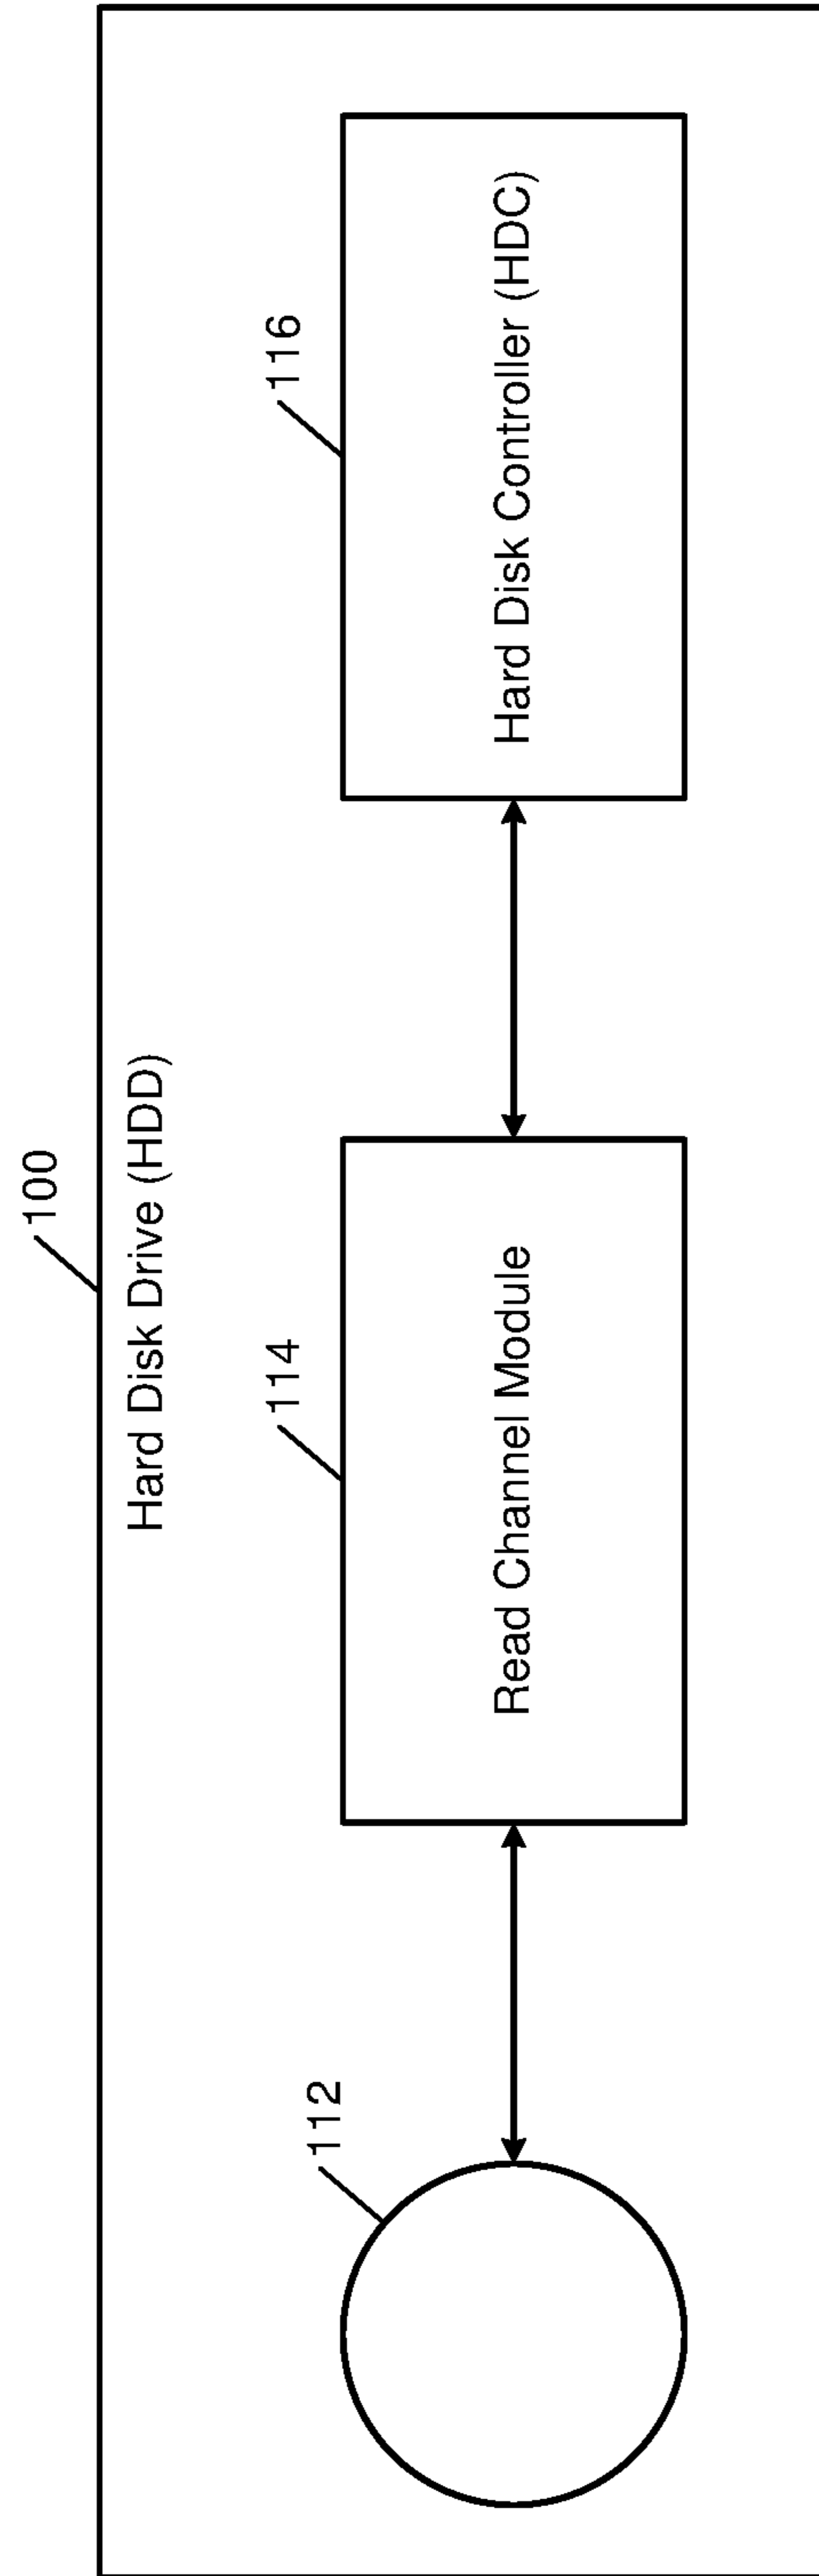 100
Hard Disk Drive (HDD)
112
114
116
Read Channel Module
Hard Disk Controller (HDC)